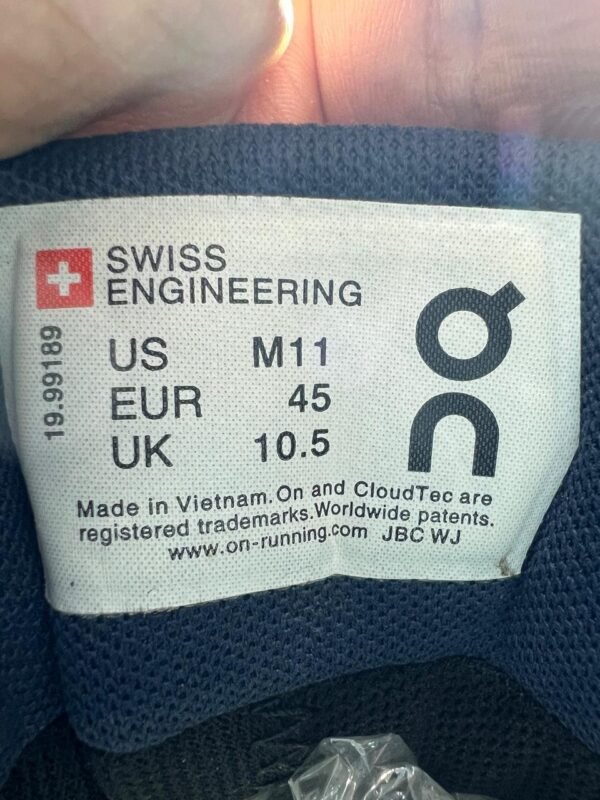 SWISS
ENGINEERING
19.99189
US M11
EUR 45
UK 10.5
Made in Vietnam.On and CloudTec are
registered trademarks.Worldwide patents.
www.on-running.com JBC WJ